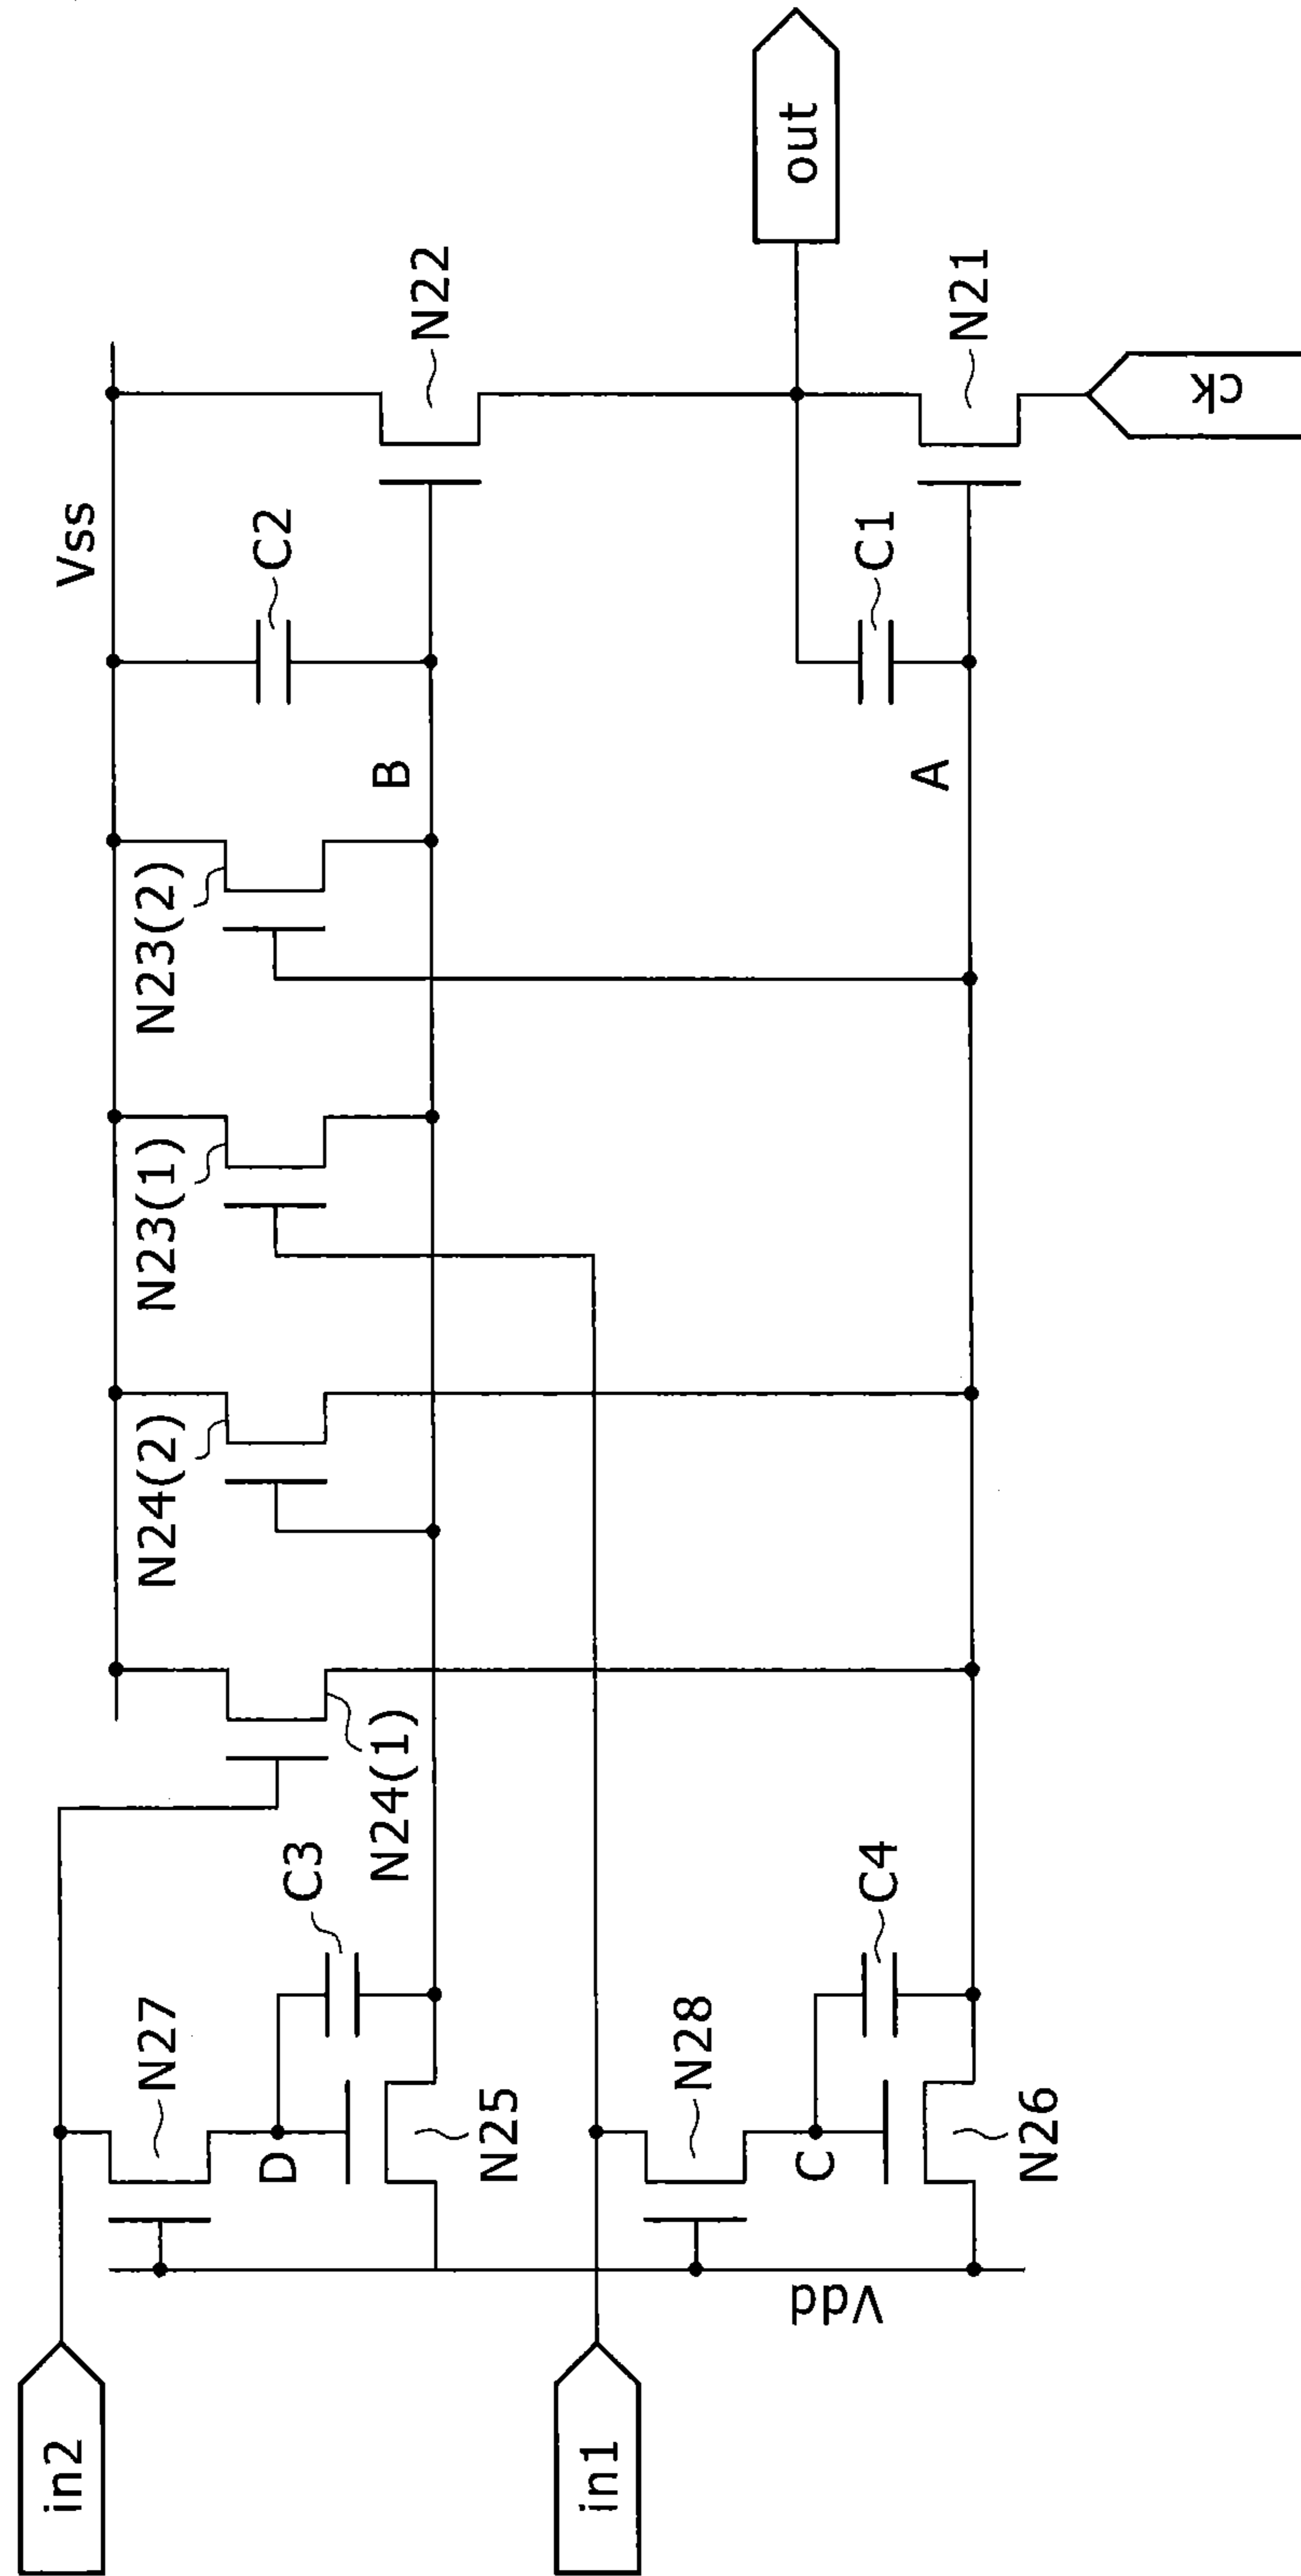 in2
in1
Vdd
N27
D
C3
N25
N28
C
C4
N26
N24(1)
N24(2)
N23(1)
N23(2)
B
A
Vss
C2
C1
N22
N21
out
ck